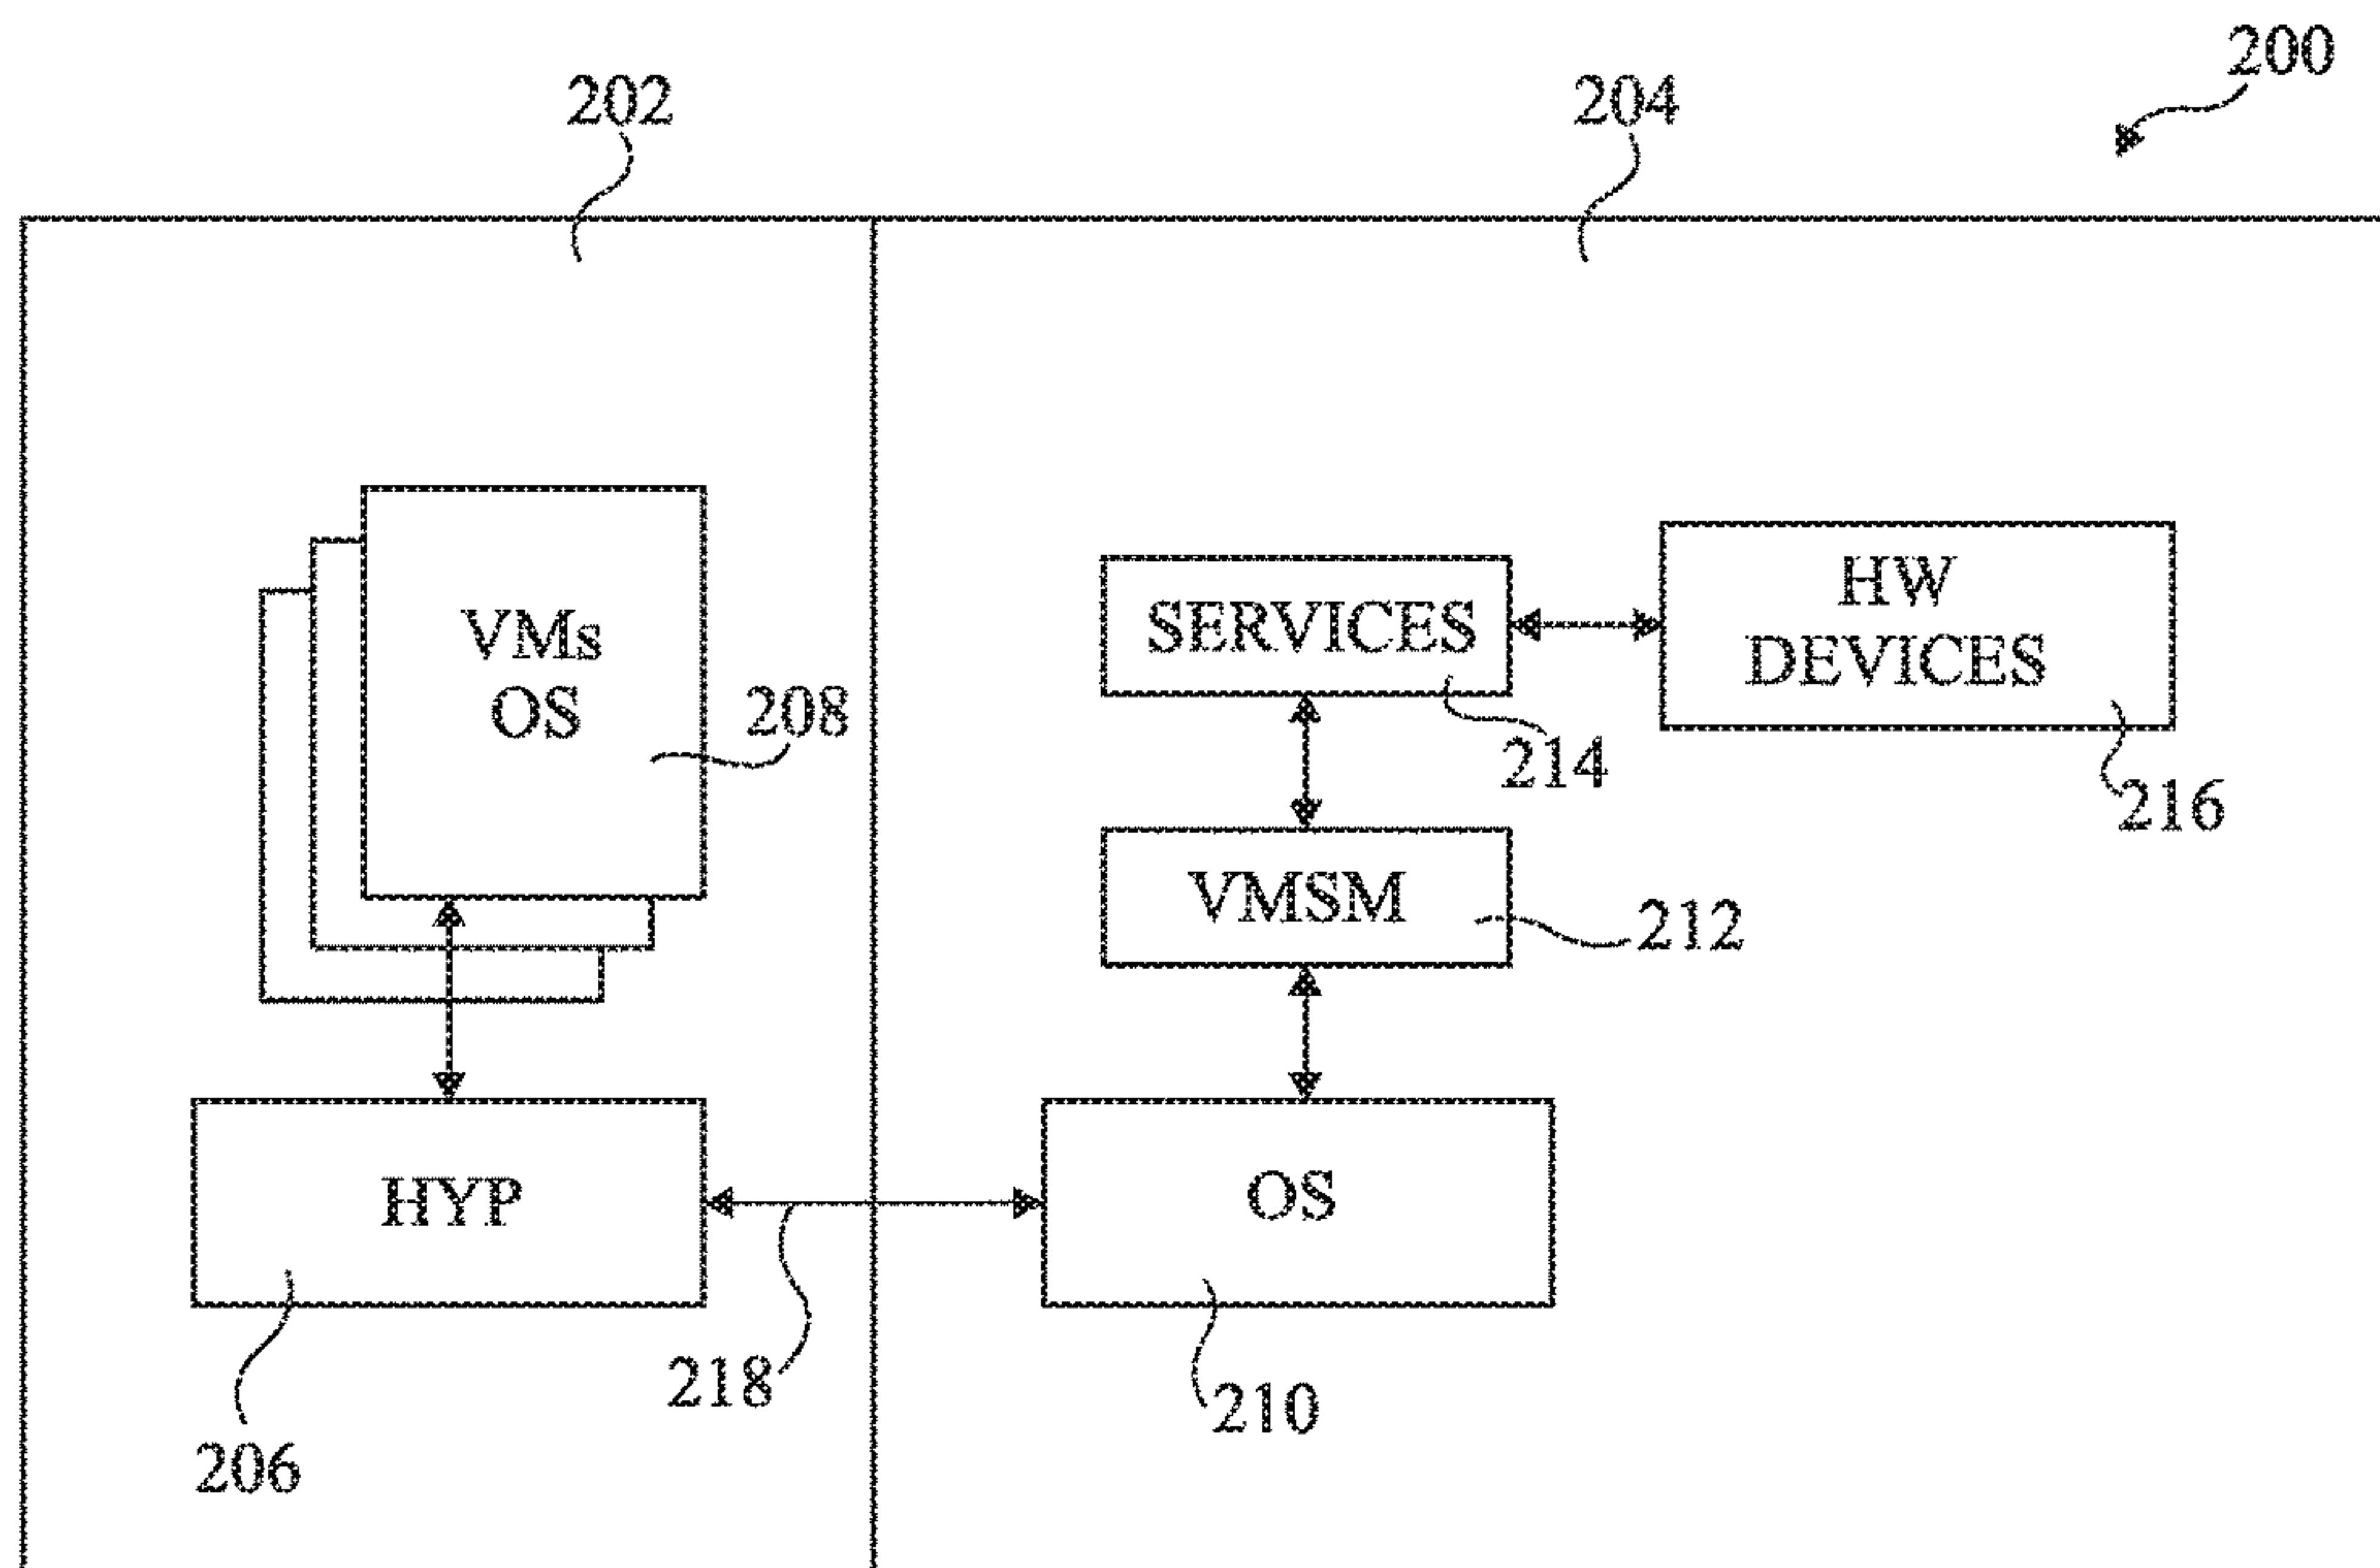 200
202
204
VMs
OS
208
SERVICES
HW
DEVICES
214
216
VMSM
212
HYP
OS
218
210
206